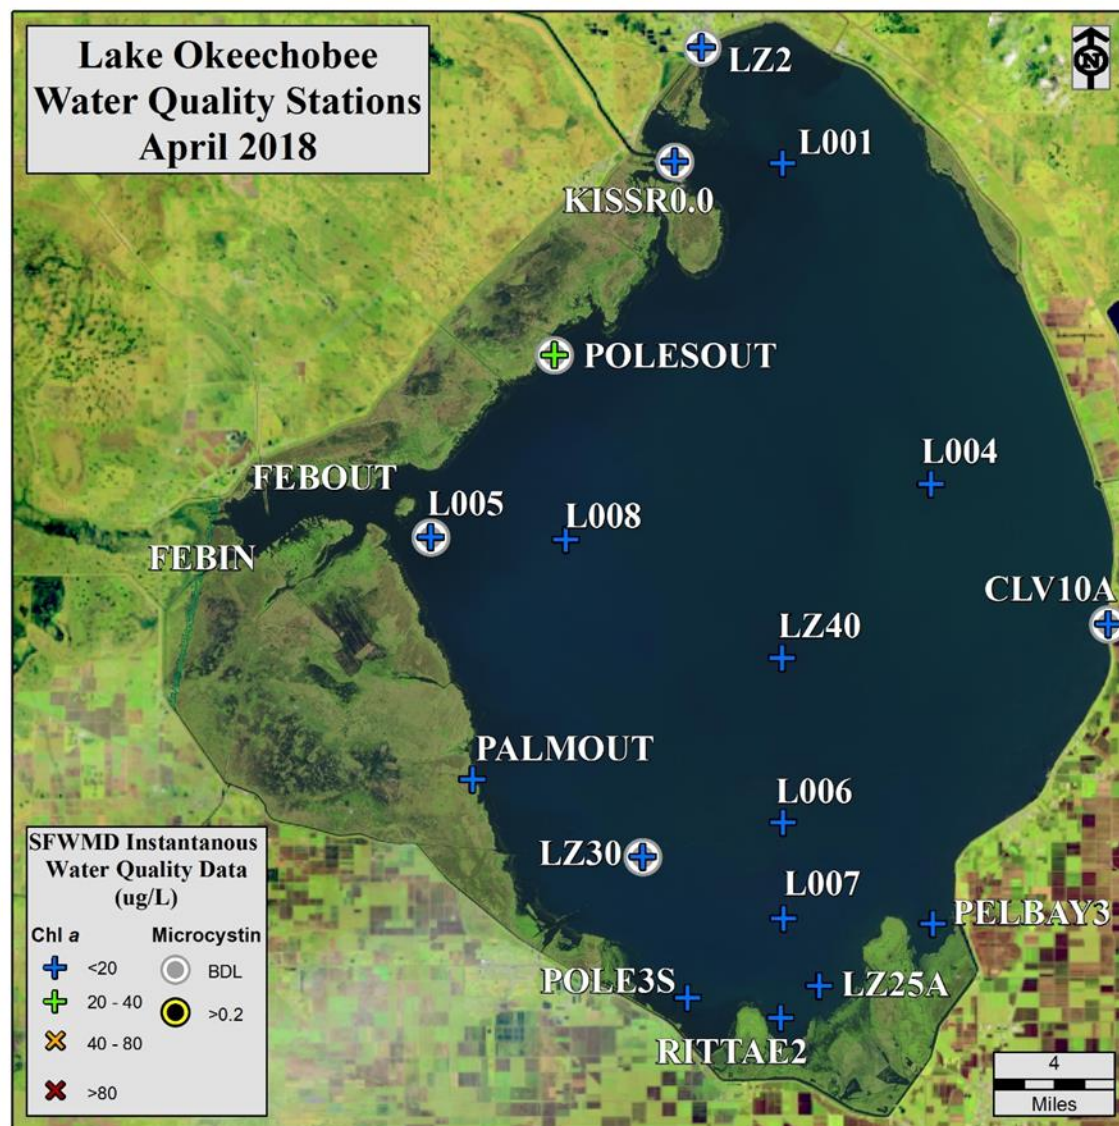 Lake Okeechobee
Water Quality Stations
April 2018
N
LZ2
L001
KISSR0.0
POLESOUT
L004
FEBOUT
L005
L008
FEBIN
CLV10A
LZ40
PALMOUT
L006
LZ30
L007
PELBAY3
POLE3S
LZ25A
RITTAE2
SFWMD Instantanous
Water Quality Data
(ug/L)
Chl a Microcystin
<20 BDL
20 - 40 >0.2
40 - 80
>80
4
Miles